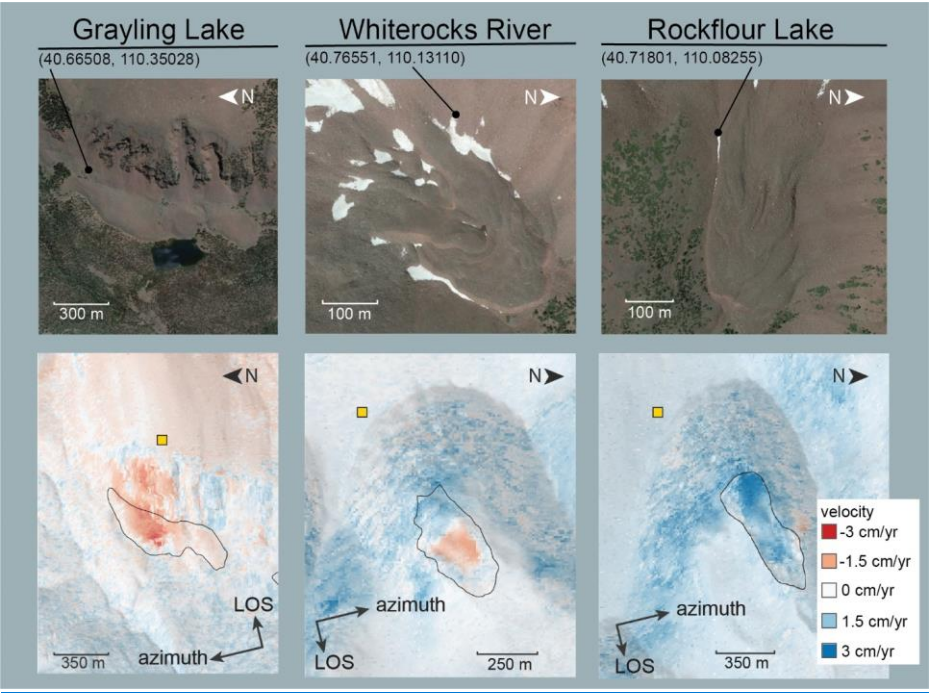 Grayling Lake
(40.66508, 110.35028)
Whiterocks River
(40.76551, 110.13110)
Rockflour Lake
(40.71801, 110.08255)
N
N
N
300 m
100 m
100 m
N
N
N
LOS
azimuth
350 m
azimuth
LOS
250 m
azimuth
LOS
350 m
velocity
-3 cm/yr
-1.5 cm/yr
0 cm/yr
1.5 cm/yr
3 cm/yr